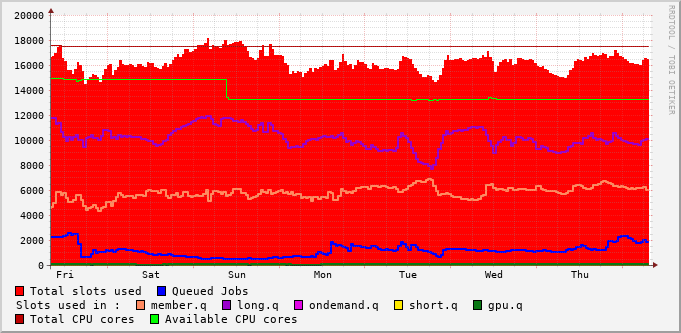 20000
18000
16000
14000
12000
10000
8000
6000
4000
2000
0
Fri Sat Sun Mon Tue Wed Thu
RRDTOOL / TOBI OETIKER
Total slots used Queued Jobs
Slots used in : member.q long.q ondemand.q short.q gpu.q
Total CPU cores Available CPU cores